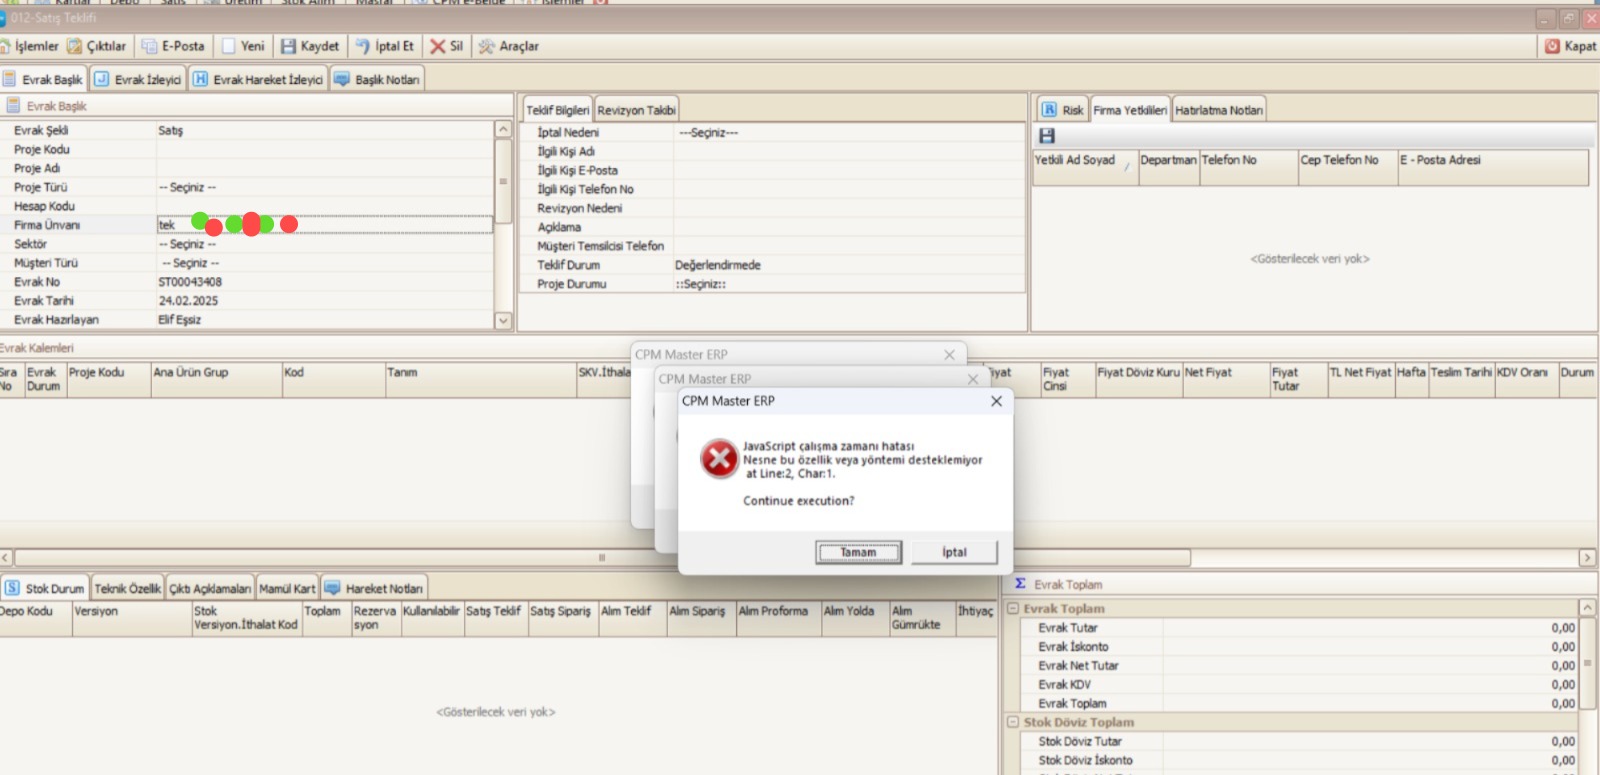 012-Satış Teklifi
İşlemler Çıktılar E-Posta Yeni Kaydet İptal Et Sil Araçlar Kapat
Evrak Başlık Evrak İzleyici Evrak Hareket İzleyici Başlık Notları
Evrak Başlık
Evrak Şekli Satış
Proje Kodu
Proje Adı
Proje Türü -- Seçiniz --
Hesap Kodu
Firma Ünvanı tek
Sektör -- Seçiniz --
Müşteri Türü -- Seçiniz --
Evrak No ST00043408
Evrak Tarihi 24.02.2025
Evrak Hazırlayan Elif Eşsiz
Teklif Bilgileri Revizyon Takibi
İptal Nedeni ---Seçiniz---
İlgili Kişi Adı
İlgili Kişi E-Posta
İlgili Kişi Telefon No
Revizyon Nedeni
Açıklama
Müşteri Temsilcisi Telefon
Teklif Durum Değerlendirmede
Proje Durumu ::Seçiniz::
Risk Firma Yetkilileri Hatırlatma Notları
Yetkili Ad Soyad Departman Telefon No Cep Telefon No E - Posta Adresi
<Gösterilecek veri yok>
Evrak Kalemleri
Sıra No Evrak Durum Proje Kodu Ana Ürün Grup Kod Tanım SKV.İthala Fiyat Fiyat Cinsi Fiyat Döviz Kuru Net Fiyat Fiyat Tutar TL Net Fiyat Hafta Teslim Tarihi KDV Oranı Durum
CPM Master ERP
CPM Master ERP
CPM Master ERP
JavaScript çalışma zamanı hatası
Nesne bu özellik veya yöntemi desteklemiyor
at Line:2, Char:1.
Continue execution?
Tamam İptal
Stok Durum Teknik Özellik Çıktı Açıklamaları Mamül Kart Hareket Notları
Depo Kodu Versiyon Stok Versiyon.İthalat Kod Toplam Rezerva syon Kullanılabilir Satış Teklif Satış Sipariş Alım Teklif Alım Sipariş Alım Proforma Alım Yolda Alım Gümrükte İhtiyaç
<Gösterilecek veri yok>
Evrak Toplam
Evrak Toplam
Evrak Tutar 0,00
Evrak İskonto 0,00
Evrak Net Tutar 0,00
Evrak KDV 0,00
Evrak Toplam 0,00
Stok Döviz Toplam
Stok Döviz Tutar 0,00
Stok Döviz İskonto 0,00